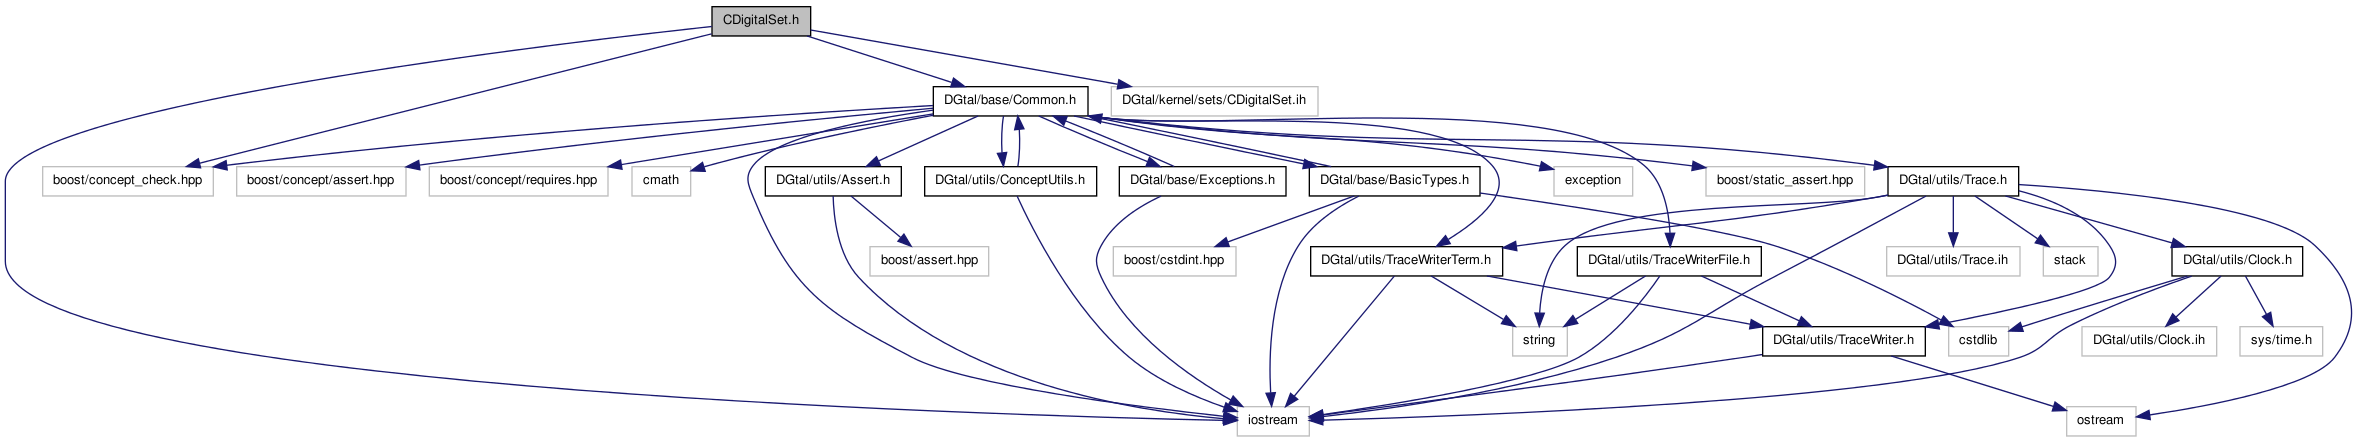 CDigitalSet.h
DGtal/base/Common.h
DGtal/kernel/sets/CDigitalSet.ih
boost/concept_check.hpp
boost/concept/assert.hpp
boost/concept/requires.hpp
cmath
DGtal/utils/Assert.h
DGtal/utils/ConceptUtils.h
DGtal/base/Exceptions.h
DGtal/base/BasicTypes.h
exception
boost/static_assert.hpp
DGtal/utils/Trace.h
boost/assert.hpp
boost/cstdint.hpp
DGtal/utils/TraceWriterTerm.h
DGtal/utils/TraceWriterFile.h
DGtal/utils/Trace.ih
stack
DGtal/utils/Clock.h
string
DGtal/utils/TraceWriter.h
cstdlib
DGtal/utils/Clock.ih
sys/time.h
iostream
ostream